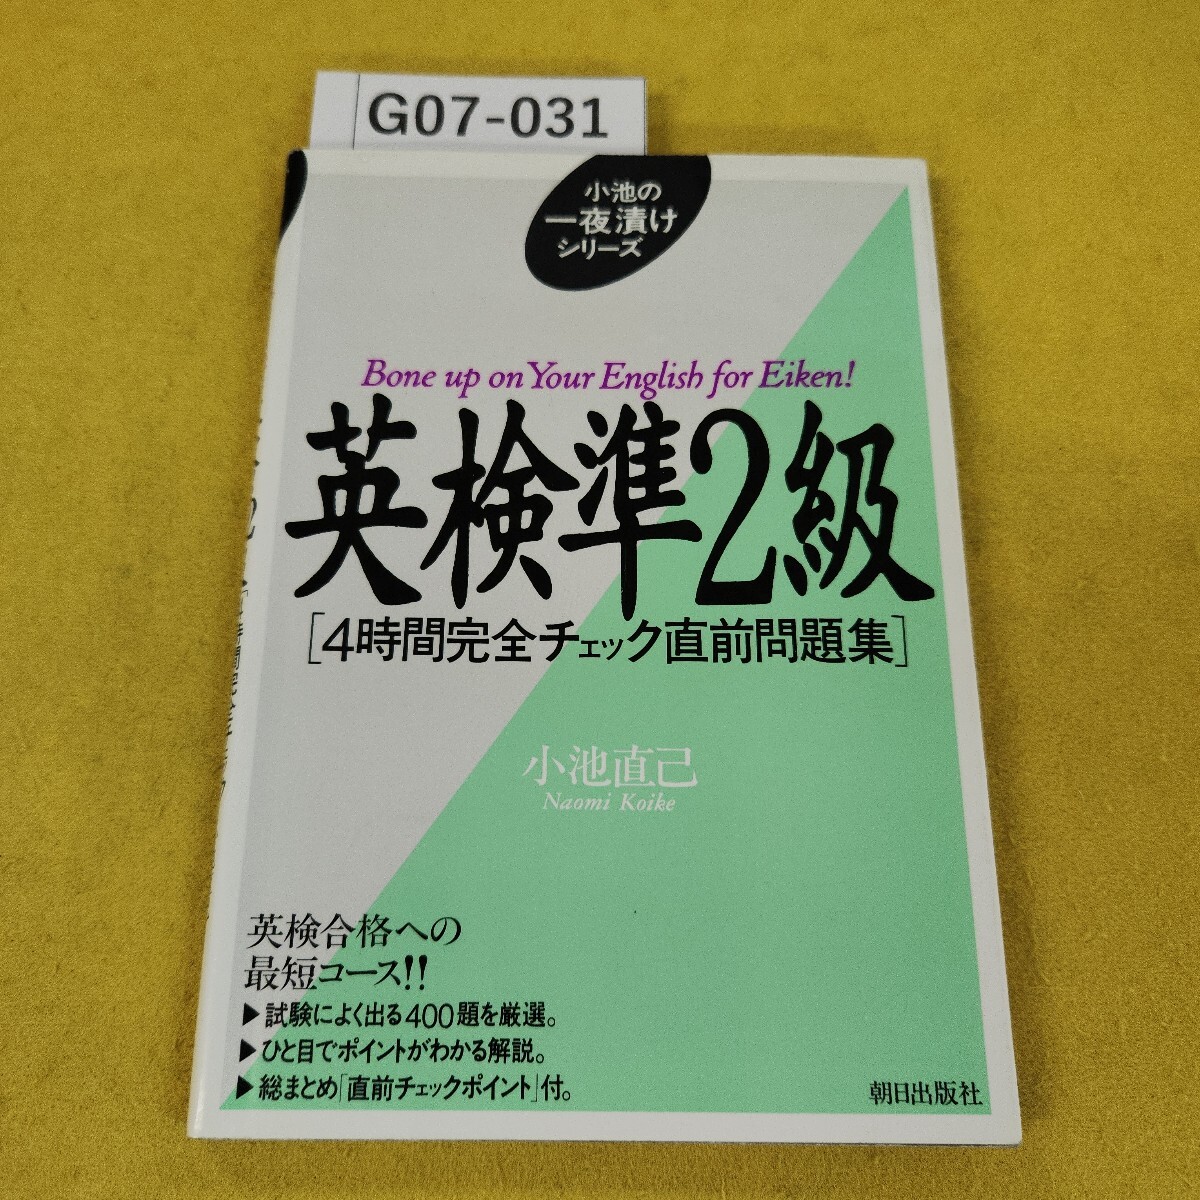 G07-031
小池の
一夜漬け
シリーズ
Bone up on Your English for Eiken!
英検準2級
[4時間完全チェック直前問題集]
小池直己
Naomi Koike
英検合格への
最短コース!!
▶試験によく出る400題を厳選。
▶ひと目でポイントがわかる解説。
▶総まとめ「直前チェックポイント」付。
朝日出版社